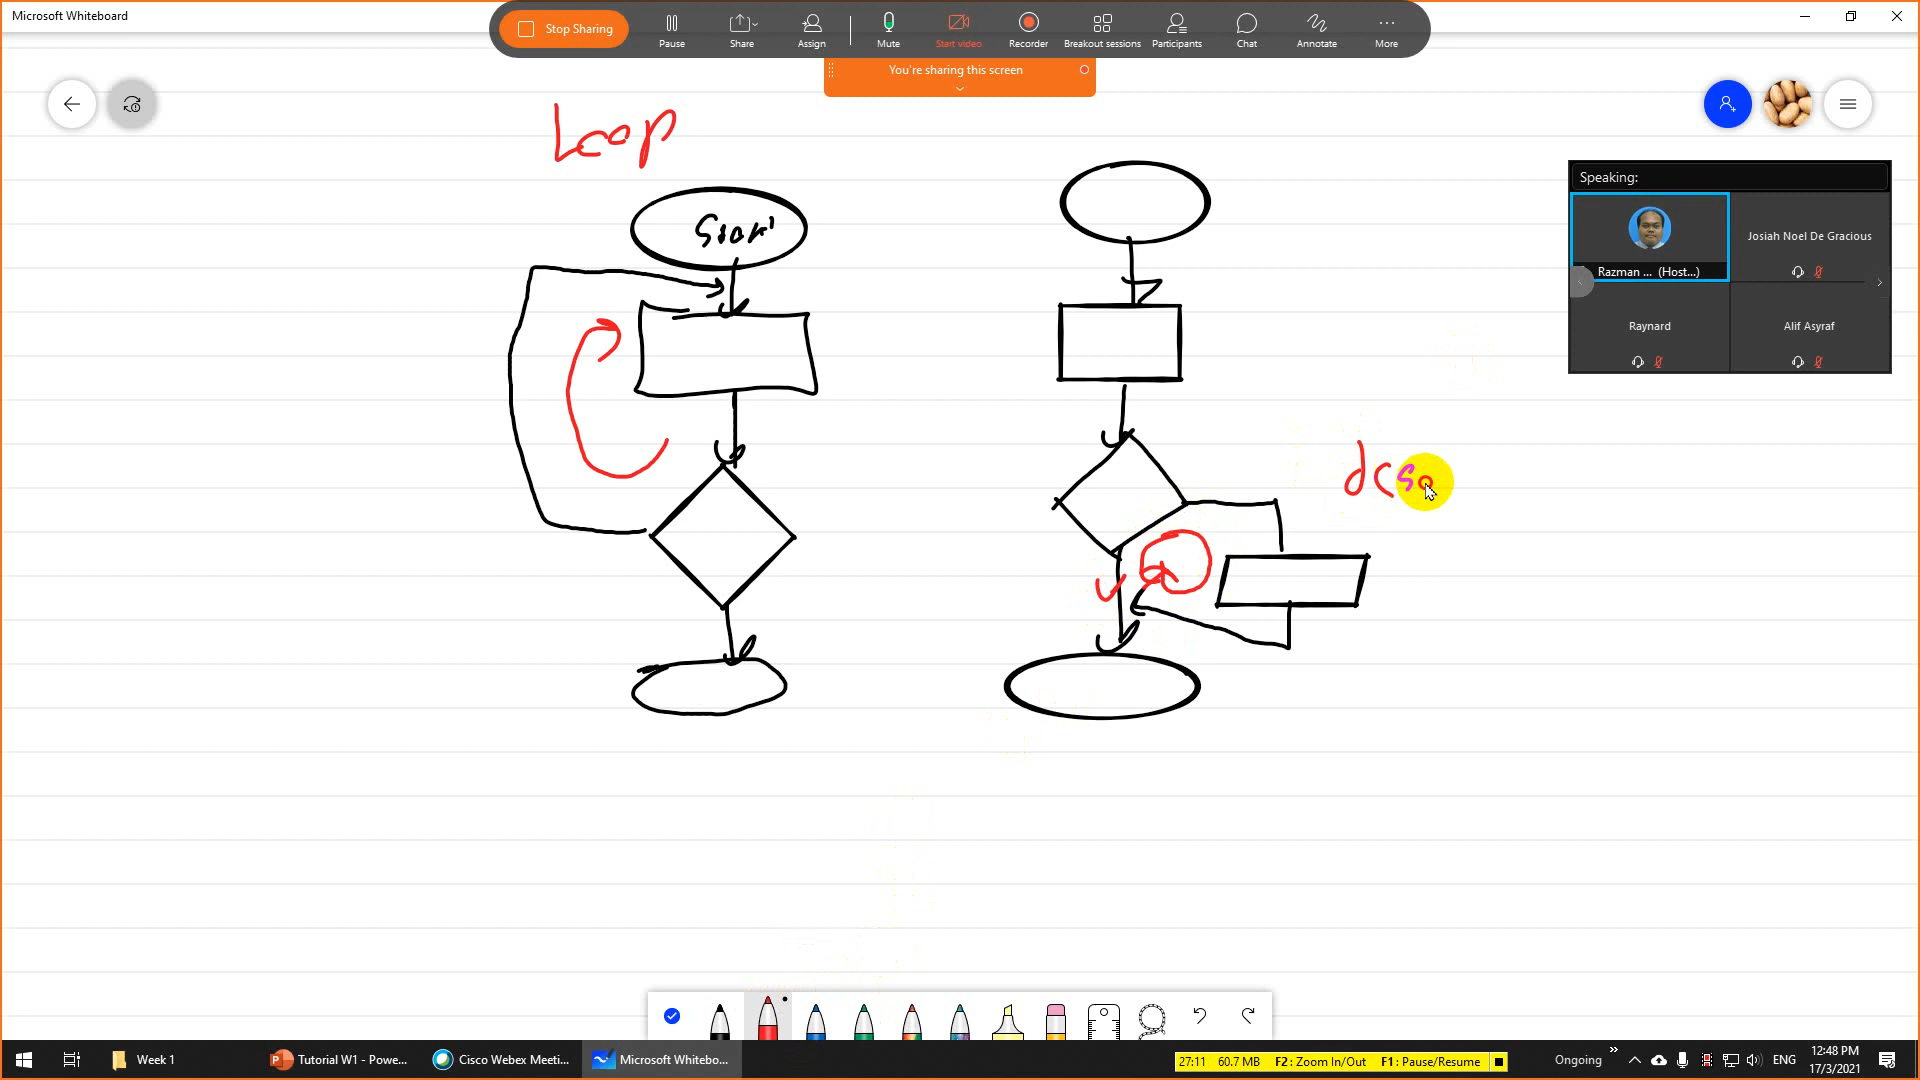 Microsoft Whiteboard
Stop Sharing
Pause
Share
Assign
Mute
Start video
Recorder
Breakout sessions
Participants
Chat
Annotate
More
You're sharing this screen
Loop
Start
Speaking:
Razman ... (Host...)
Josiah Noel De Gracious
Raynard
Alif Asyraf
Week 1
Tutorial W1 - Powe...
Cisco Webex Meeti...
Microsoft Whitebo...
27:11 60.7 MB F2 : Zoom In/Out F1 : Pause/Resume
Ongoing
ENG
12:48 PM
17/3/2021